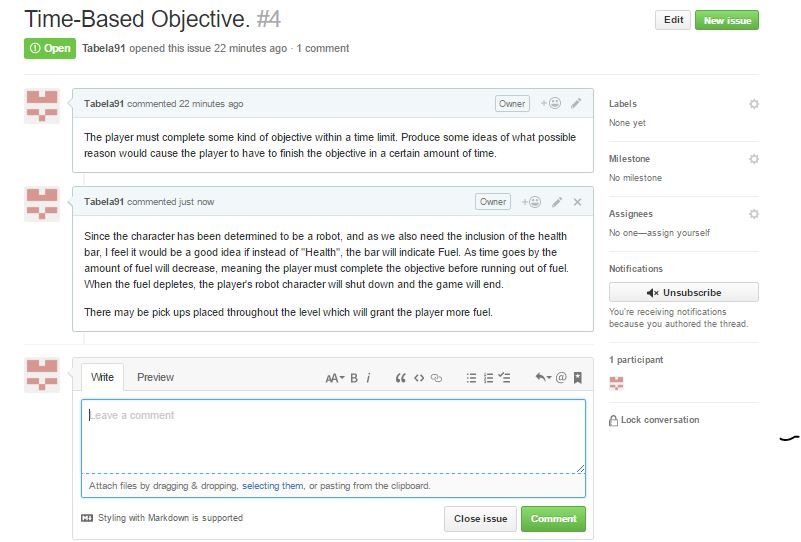 Time-Based Objective. #4
Edit
New issue
Open
Tabela91 opened this issue 22 minutes ago · 1 comment
Tabela91 commented 22 minutes ago
Owner
The player must complete some kind of objective within a time limit. Produce some ideas of what possible
reason would cause the player to have to finish the objective in a certain amount of time.
Tabela91 commented just now
Owner
Since the character has been determined to be a robot, and as we also need the inclusion of the health
bar, I feel it would be a good idea if instead of "Health", the bar will indicate Fuel. As time goes by the
amount of fuel will decrease, meaning the player must complete the objective before running out of fuel.
When the fuel depletes, the player's robot character will shut down and the game will end.
There may be pick ups placed throughout the level which will grant the player more fuel.
Write
Preview
AA B i
Leave a comment
Attach files by dragging & dropping, selecting them, or pasting from the clipboard.
Styling with Markdown is supported
Close issue
Comment
Labels
None yet
Milestone
No milestone
Assignees
No one—assign yourself
Notifications
Unsubscribe
You're receiving notifications
because you authored the thread.
1 participant
Lock conversation